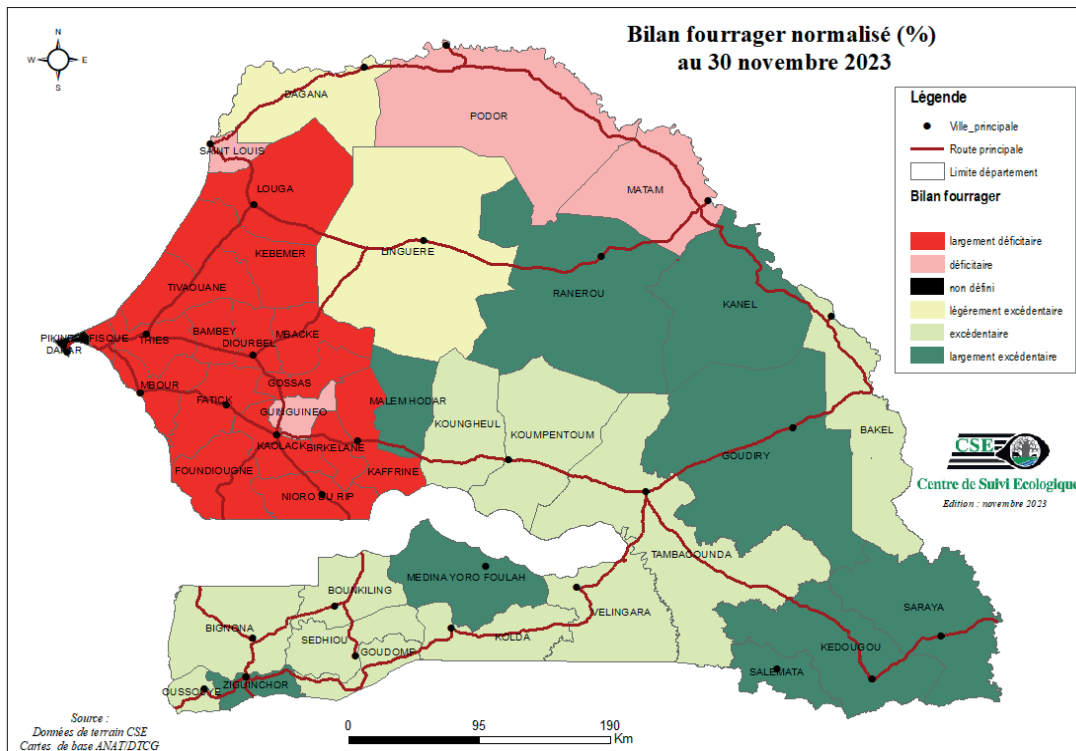 Bilan fourrager normalisé (%)
au 30 novembre 2023
N
W
E
S
Légende
Ville_principale
Route principale
Limite département
Bilan fourrager
largement déficitaire
déficitaire
non défini
légèrement excédentaire
excédentaire
largement excédentaire
DAGANA
PODOR
SAINT LOUIS
MATAM
LOUGA
LINGUERE
KEBEMER
RANEROU
KANEL
TIVAOUANE
BAMBEY
MBACKE
THIES
DIOURBEL
DAKAR
MBOUR
GOSSAS
FATICK
GUINGUINEO
MALEM HODAR
KOUNGHEUL
KOUMPENTOUM
BAKEL
KAOLACK
BIRKELANE
GOUDIRY
FOUNDIOUGNE
KAFFRINE
NIORO DU RIP
CSE
Centre de Suivi Ecologique
Edition : novembre 2023
TAMBACOUNDA
MEDINA YORO FOULAH
BOUNKILING
VELINGARA
SARAYA
BIGNONA
SEDHIOU
KOLDA
KEDOUGOU
GOUDOMP
SALEMATA
OUSSOUYE
ZIGUINCHOR
Source :
Données de terrain CSE
Cartes de base ANAT/DTCG
0 95 190
Km